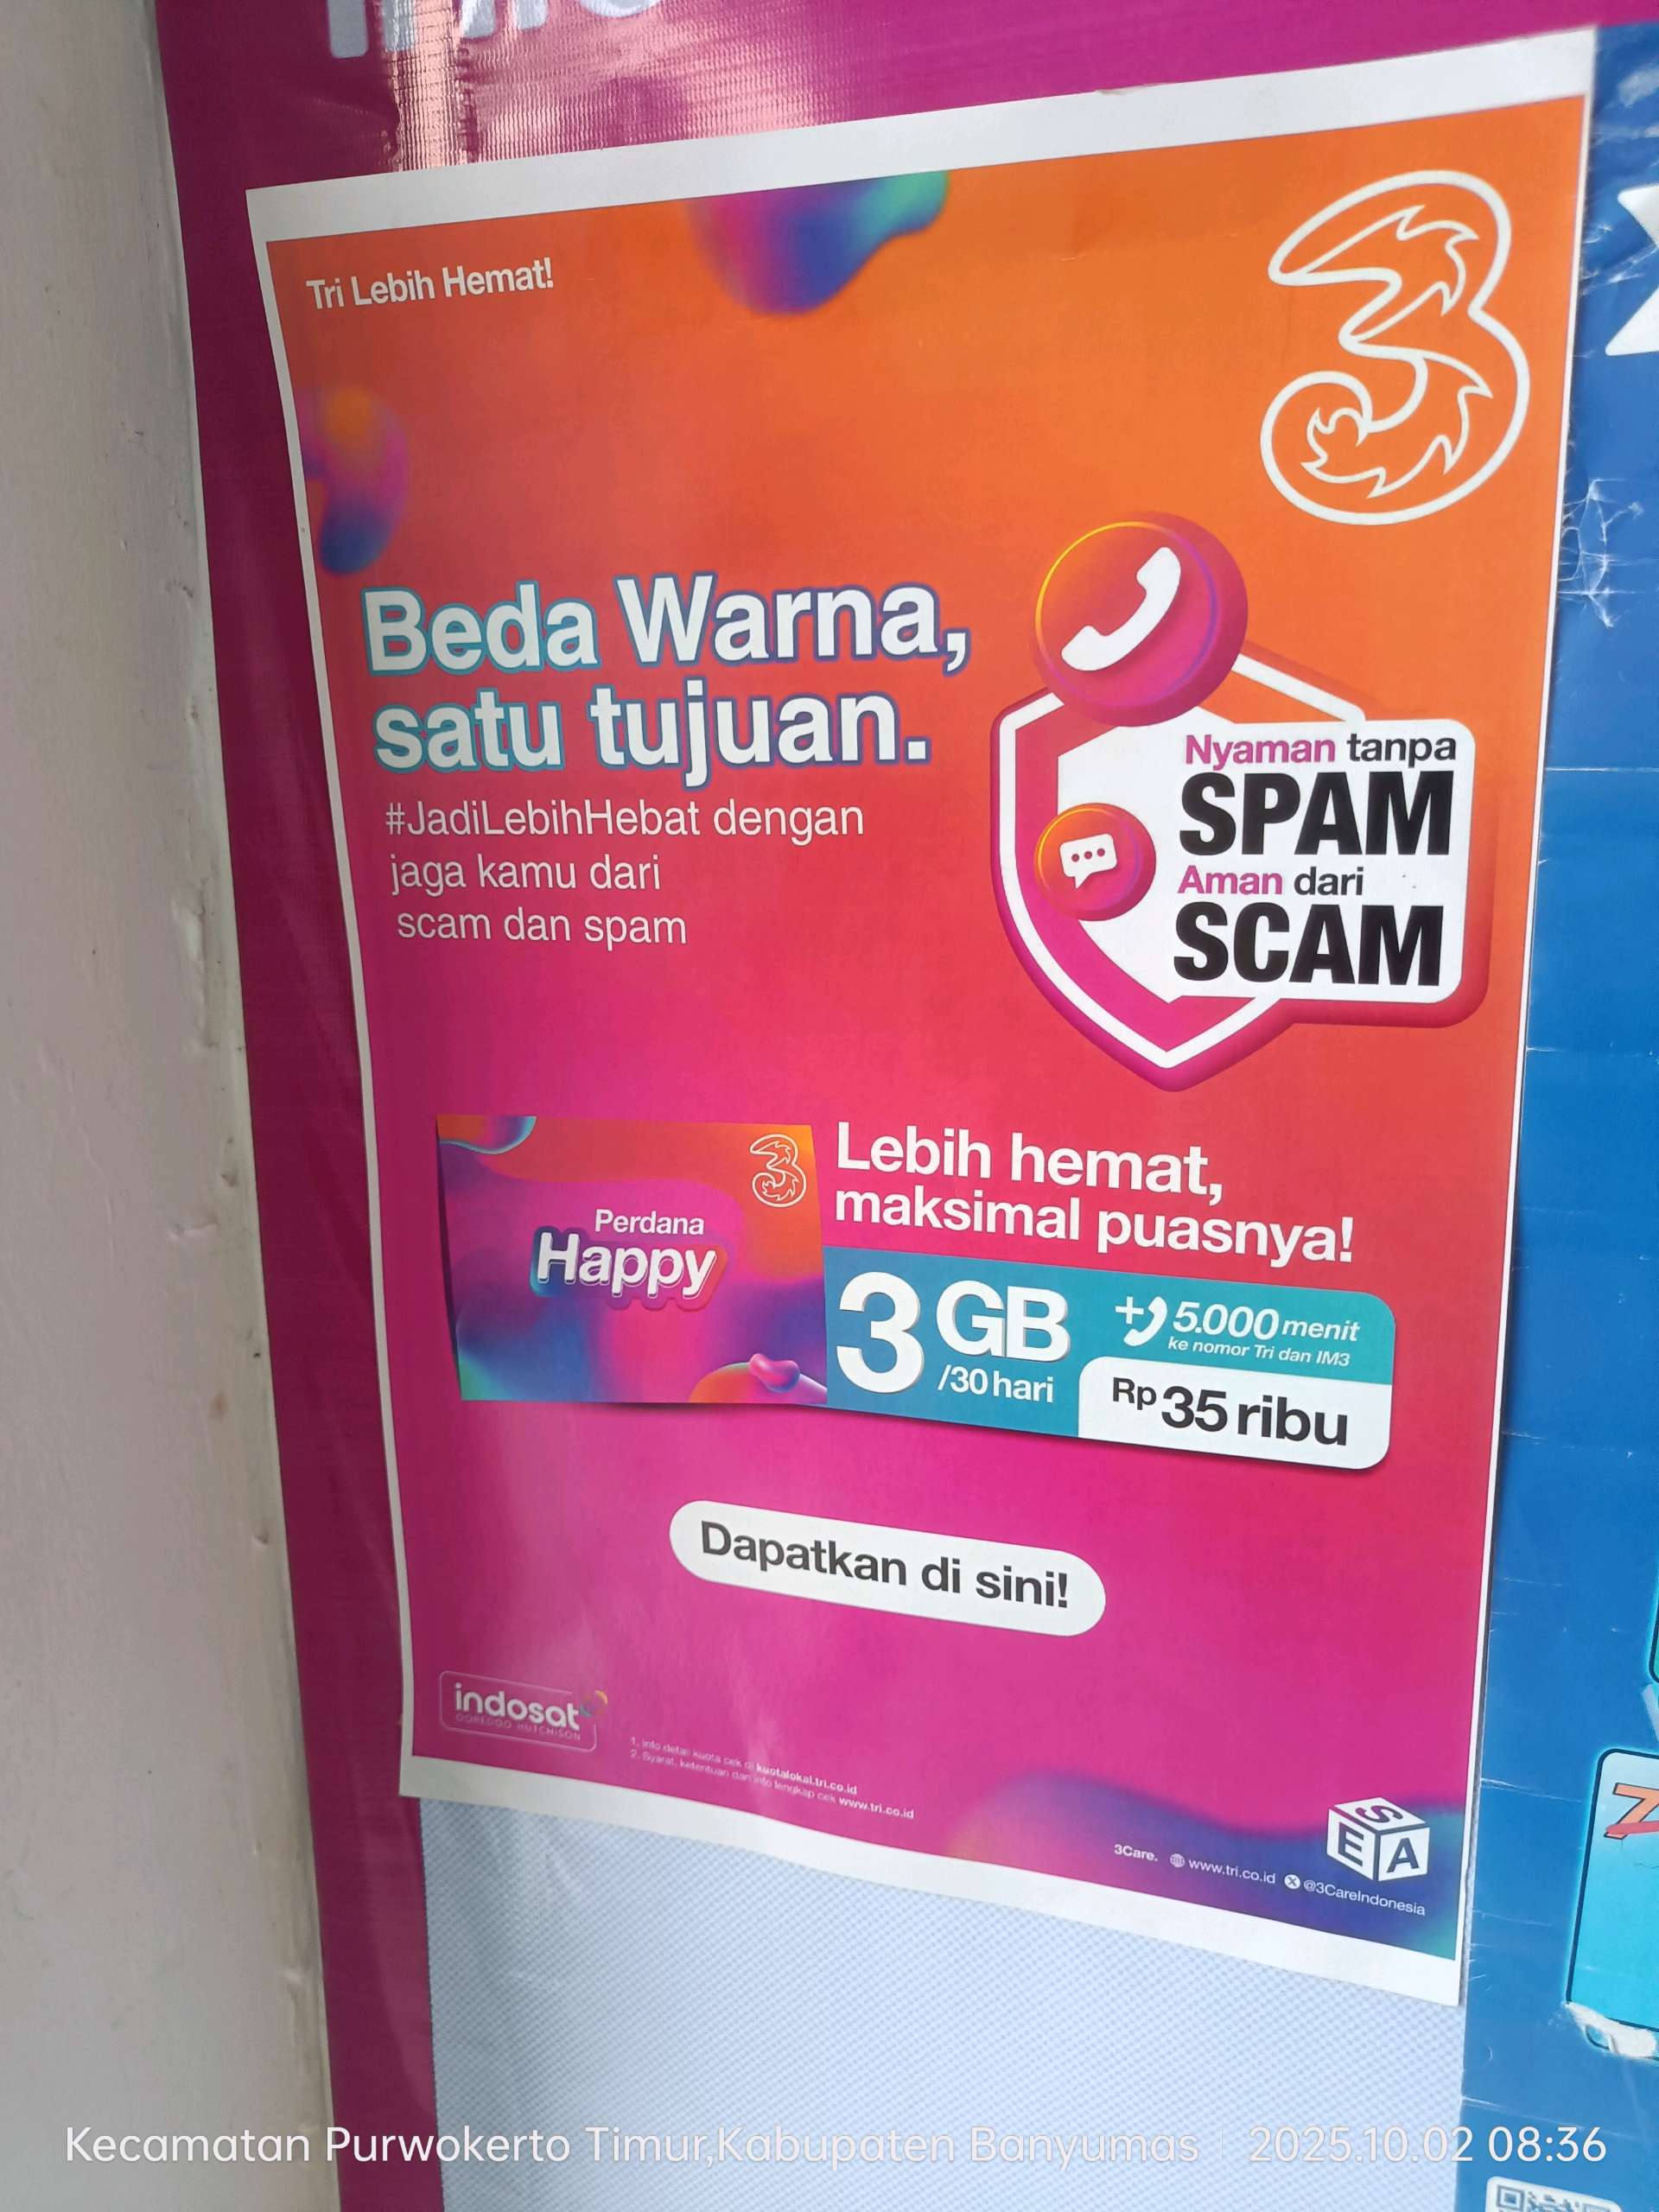 Tri Lebih Hemat!
Beda Warna,
satu tujuan.
#JadiLebihHebat dengan
jaga kamu dari
scam dan spam
Nyaman tanpa
SPAM
Aman dari
SCAM
Perdana
Happy
Lebih hemat,
maksimal puasnya!
3 GB
/30 hari
+ 5.000 menit
ke nomor Tri dan IM3
Rp 35 ribu
Dapatkan di sini!
indosat
OOREDOO HUTCHISON
1. Info detail kuota cek di kuotalokal.tri.co.id
2. Syarat, ketentuan dan info lengkap cek www.tri.co.id
SEA
3Care. www.tri.co.id @3CareIndonesia
Kecamatan Purwokerto Timur,Kabupaten Banyumas 2025.10.02 08:36